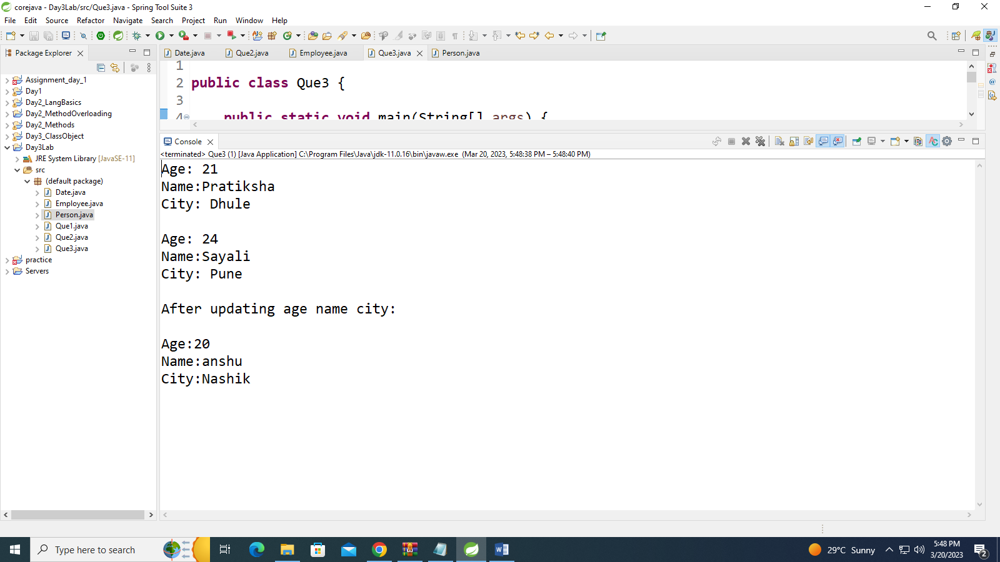 corejava - Day3Lab/src/Que3.java - Spring Tool Suite 3
File Edit Source Refactor Navigate Search Project Run Window Help
Package Explorer
Assignment_day_1
Day1
Day2_LangBasics
Day2_MethodOverloading
Day2_Methods
Day3_ClassObject
Day3Lab
JRE System Library [JavaSE-11]
src
(default package)
Date.java
Employee.java
Person.java
Que1.java
Que2.java
Que3.java
practice
Servers
Date.java Que2.java Employee.java Que3.java Person.java
1
2 public class Que3 {
3
4 public static void main(String[] args) {
Console
<terminated> Que3 (1) [Java Application] C:\Program Files\Java\jdk-11.0.16\bin\javaw.exe (Mar 20, 2023, 5:48:38 PM – 5:48:40 PM)
Age: 21
Name:Pratiksha
City: Dhule
Age: 24
Name:Sayali
City: Pune
After updating age name city:
Age:20
Name:anshu
City:Nashik
Type here to search
29°C Sunny
5:48 PM
3/20/2023
2